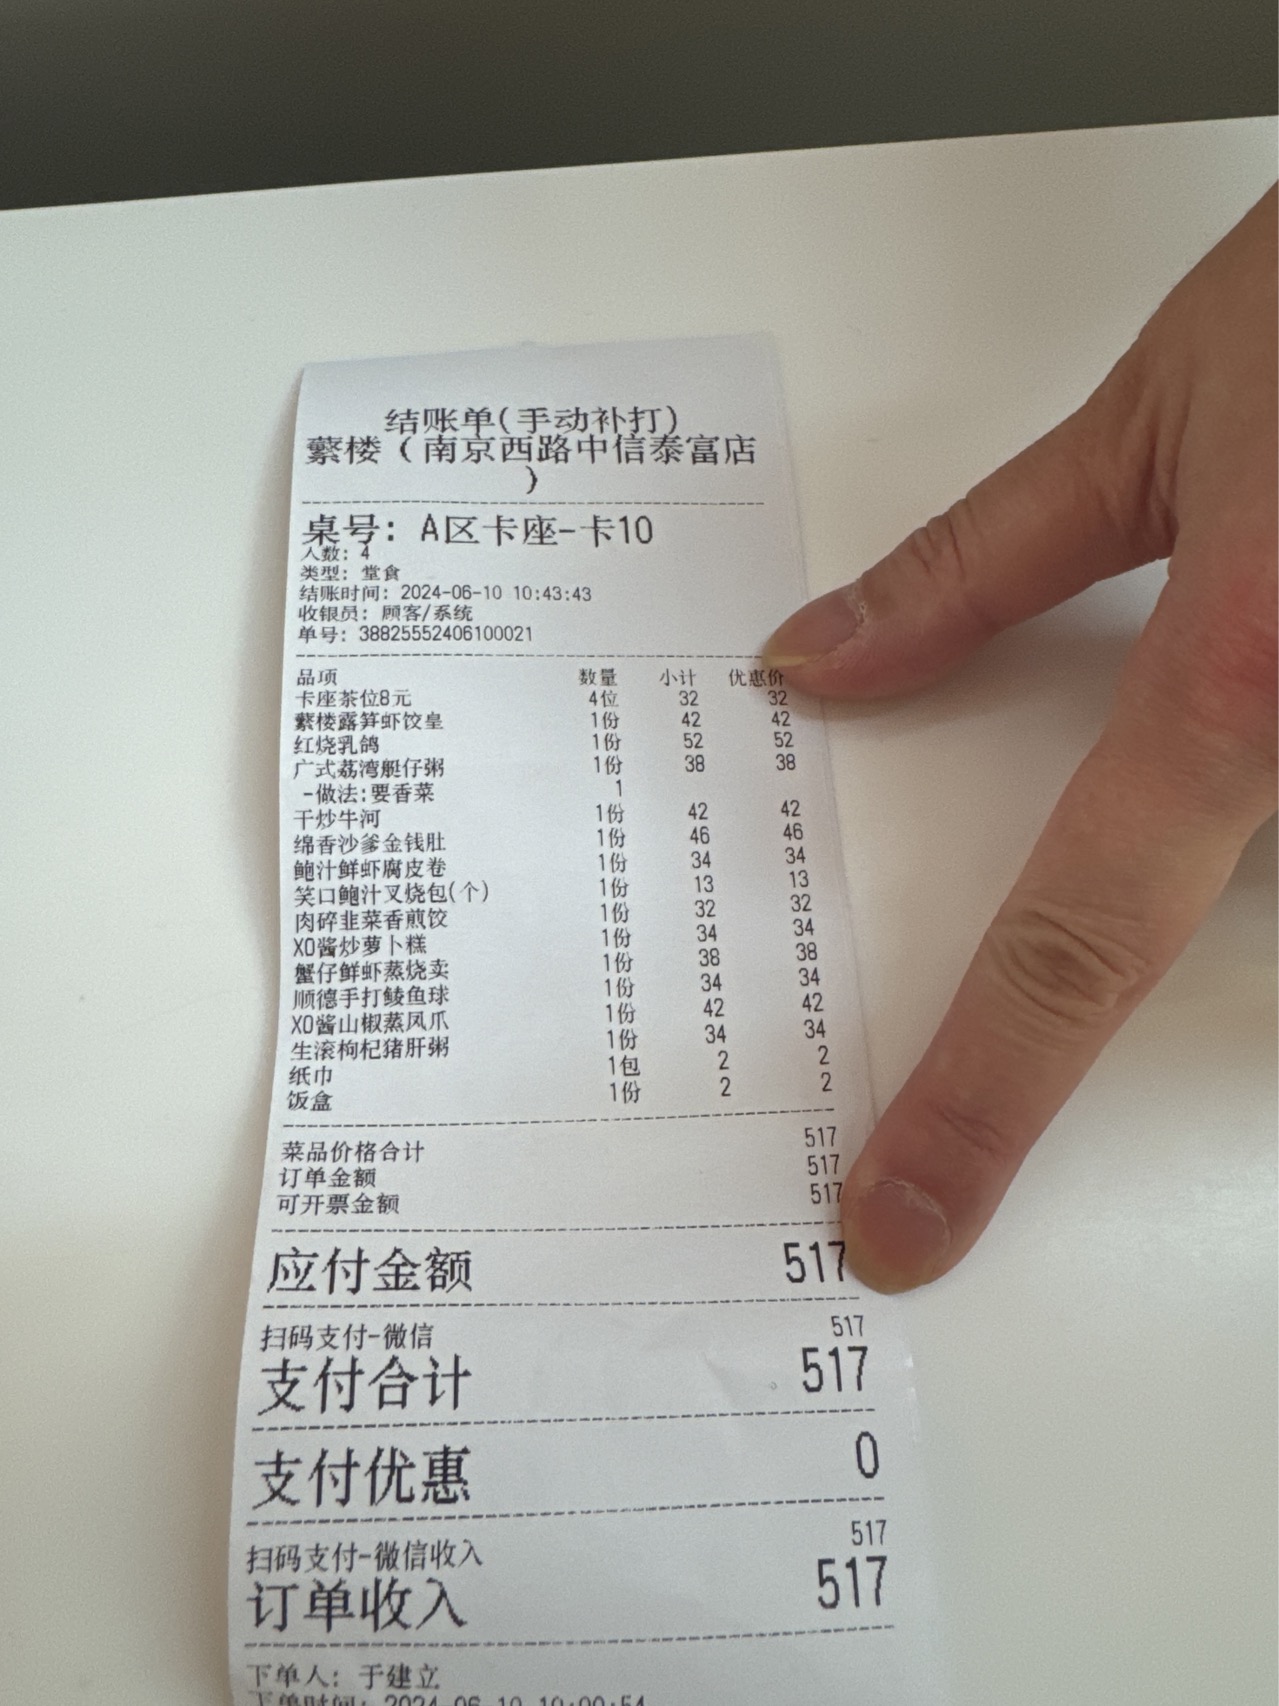 结账单(手动补打)
蘩楼（南京西路中信泰富店
）
桌号: A区卡座-卡10
人数: 4
类型: 堂食
结账时间: 2024-06-10 10:43:43
收银员: 顾客/系统
单号: 38825552406100021
品项 数量 小计 优惠价
卡座茶位8元 4位 32 32
蘩楼露笋虾饺皇 1份 42 42
红烧乳鸽 1份 52 52
广式荔湾艇仔粥 1份 38 38
-做法:要香菜 1
干炒牛河 1份 42 42
绵香沙爹金钱肚 1份 46 46
鲍汁鲜虾腐皮卷 1份 34 34
笑口鲍汁叉烧包(个) 1份 13 13
肉碎韭菜香煎饺 1份 32 32
XO酱炒萝卜糕 1份 34 34
蟹仔鲜虾蒸烧卖 1份 38 38
顺德手打鲮鱼球 1份 34 34
XO酱山椒蒸凤爪 1份 42 42
生滚枸杞猪肝粥 1份 34 34
纸巾 1包 2 2
饭盒 1份 2 2
菜品价格合计 517
订单金额 517
可开票金额 517
应付金额 517
扫码支付-微信 517
支付合计 517
支付优惠 0
扫码支付-微信收入 517
订单收入 517
下单人: 于建立
下单时间: 2024-06-10 10:00:54